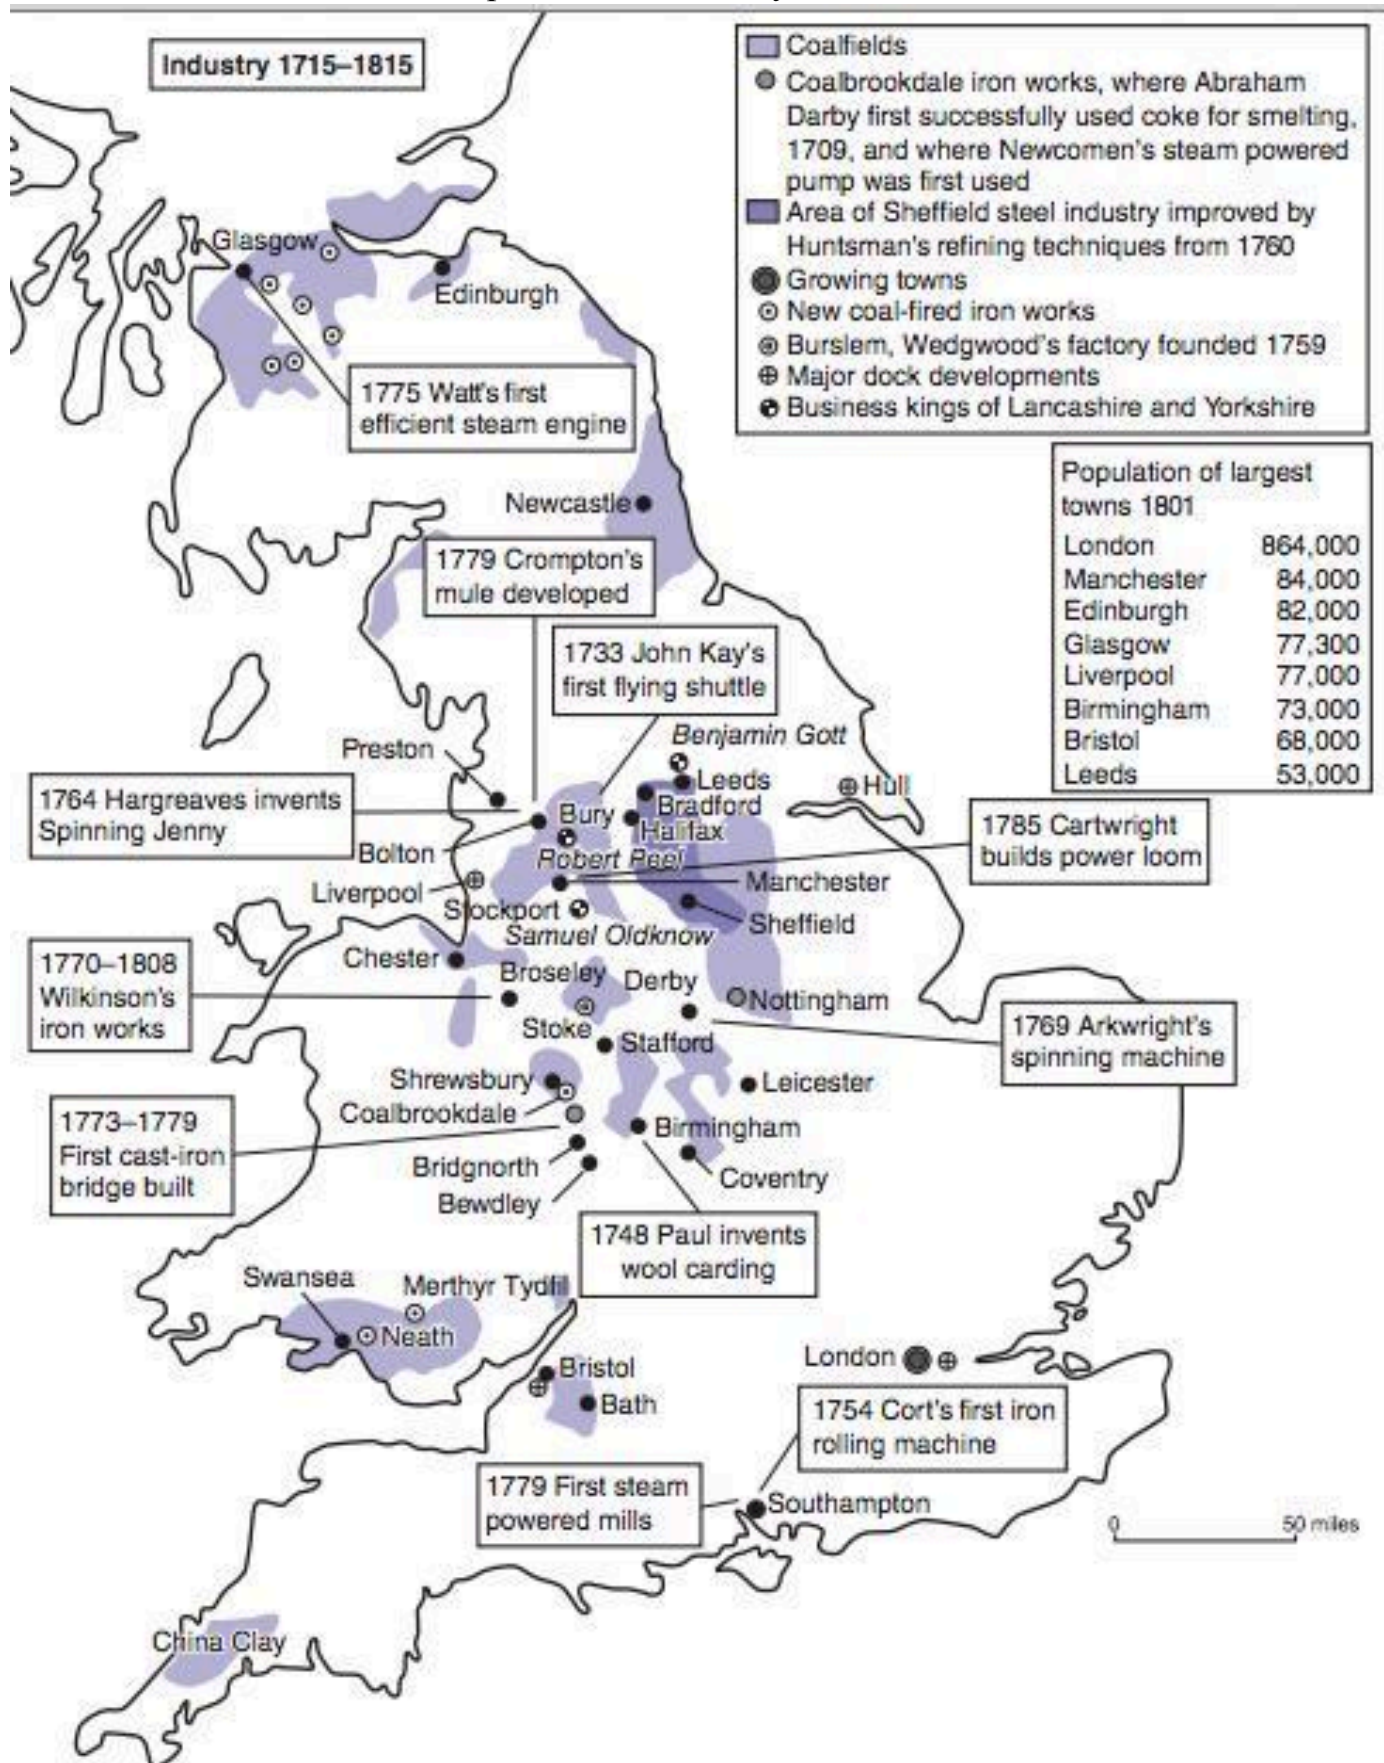 Industry 1715–1815
Coalfields
Coalbrookdale iron works, where Abraham
Darby first successfully used coke for smelting,
1709, and where Newcomen's steam powered
pump was first used
Area of Sheffield steel industry improved by
Huntsman's refining techniques from 1760
Growing towns
New coal-fired iron works
Burslem, Wedgwood's factory founded 1759
Major dock developments
Business kings of Lancashire and Yorkshire
Population of largest
towns 1801
London 864,000
Manchester 84,000
Edinburgh 82,000
Glasgow 77,300
Liverpool 77,000
Birmingham 73,000
Bristol 68,000
Leeds 53,000
Glasgow
Edinburgh
1775 Watt's first
efficient steam engine
Newcastle
1779 Crompton's
mule developed
1733 John Kay's
first flying shuttle
Benjamin Gott
Preston
Leeds
Hull
1764 Hargreaves invents
Spinning Jenny
Bury
Bradford
Halifax
1785 Cartwright
builds power loom
Bolton
Robert Peel
Liverpool
Manchester
Stockport
Sheffield
Samuel Oldknow
Chester
1770–1808
Wilkinson's
iron works
Broseley
Derby
Nottingham
Stoke
Stafford
1769 Arkwright's
spinning machine
Shrewsbury
Leicester
Coalbrookdale
1773–1779
First cast-iron
bridge built
Birmingham
Bridgnorth
Coventry
Bewdley
1748 Paul invents
wool carding
Swansea
Merthyr Tydfil
Neath
Bristol
London
Bath
1754 Cort's first iron
rolling machine
1779 First steam
powered mills
Southampton
0 50 miles
China Clay